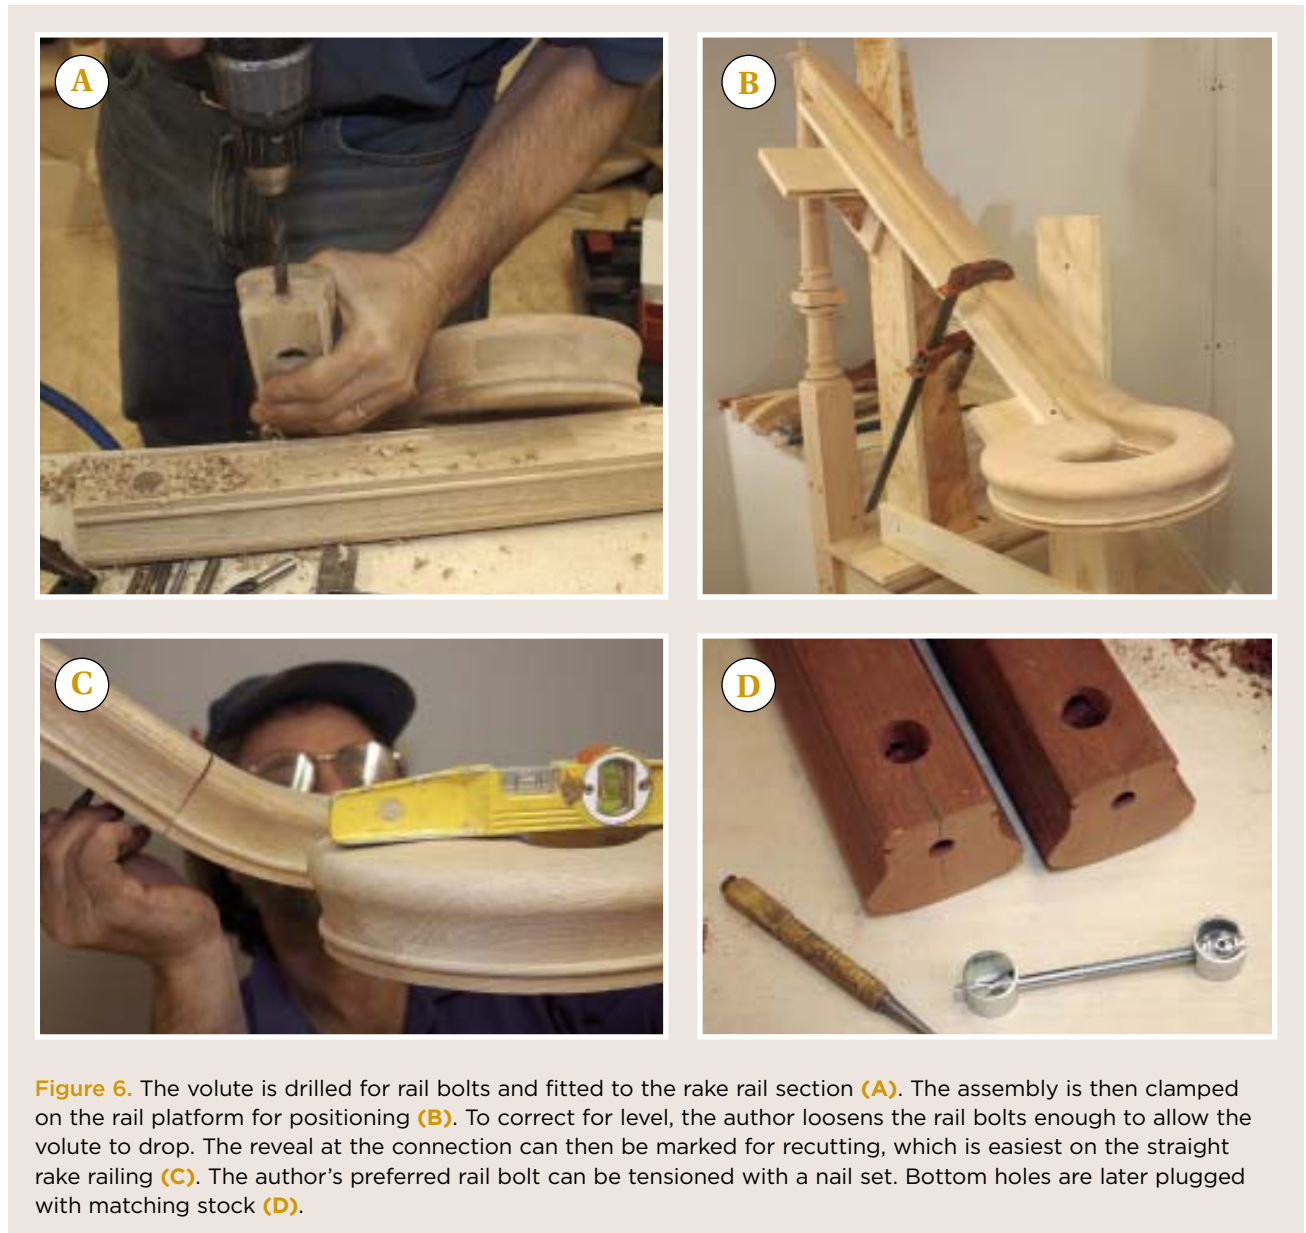 A
B
C
D
Figure 6. The volute is drilled for rail bolts and fitted to the rake rail section (A). The assembly is then clamped
on the rail platform for positioning (B). To correct for level, the author loosens the rail bolts enough to allow the
volute to drop. The reveal at the connection can then be marked for recutting, which is easiest on the straight
rake railing (C). The author’s preferred rail bolt can be tensioned with a nail set. Bottom holes are later plugged
with matching stock (D).